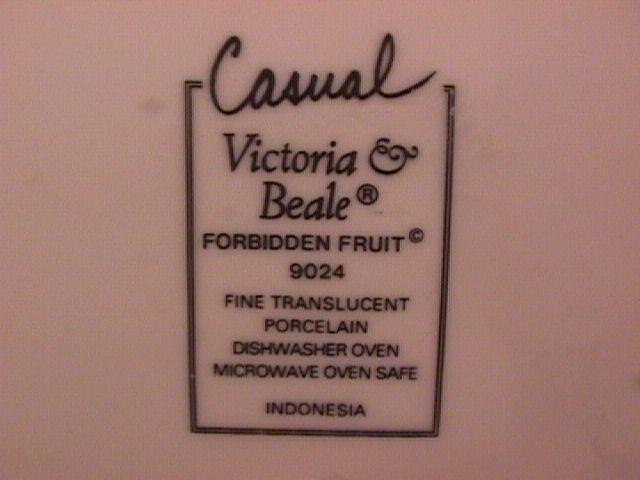 Casual
Victoria &
Beale®
FORBIDDEN FRUIT©
9024
FINE TRANSLUCENT
PORCELAIN
DISHWASHER OVEN
MICROWAVE OVEN SAFE
INDONESIA